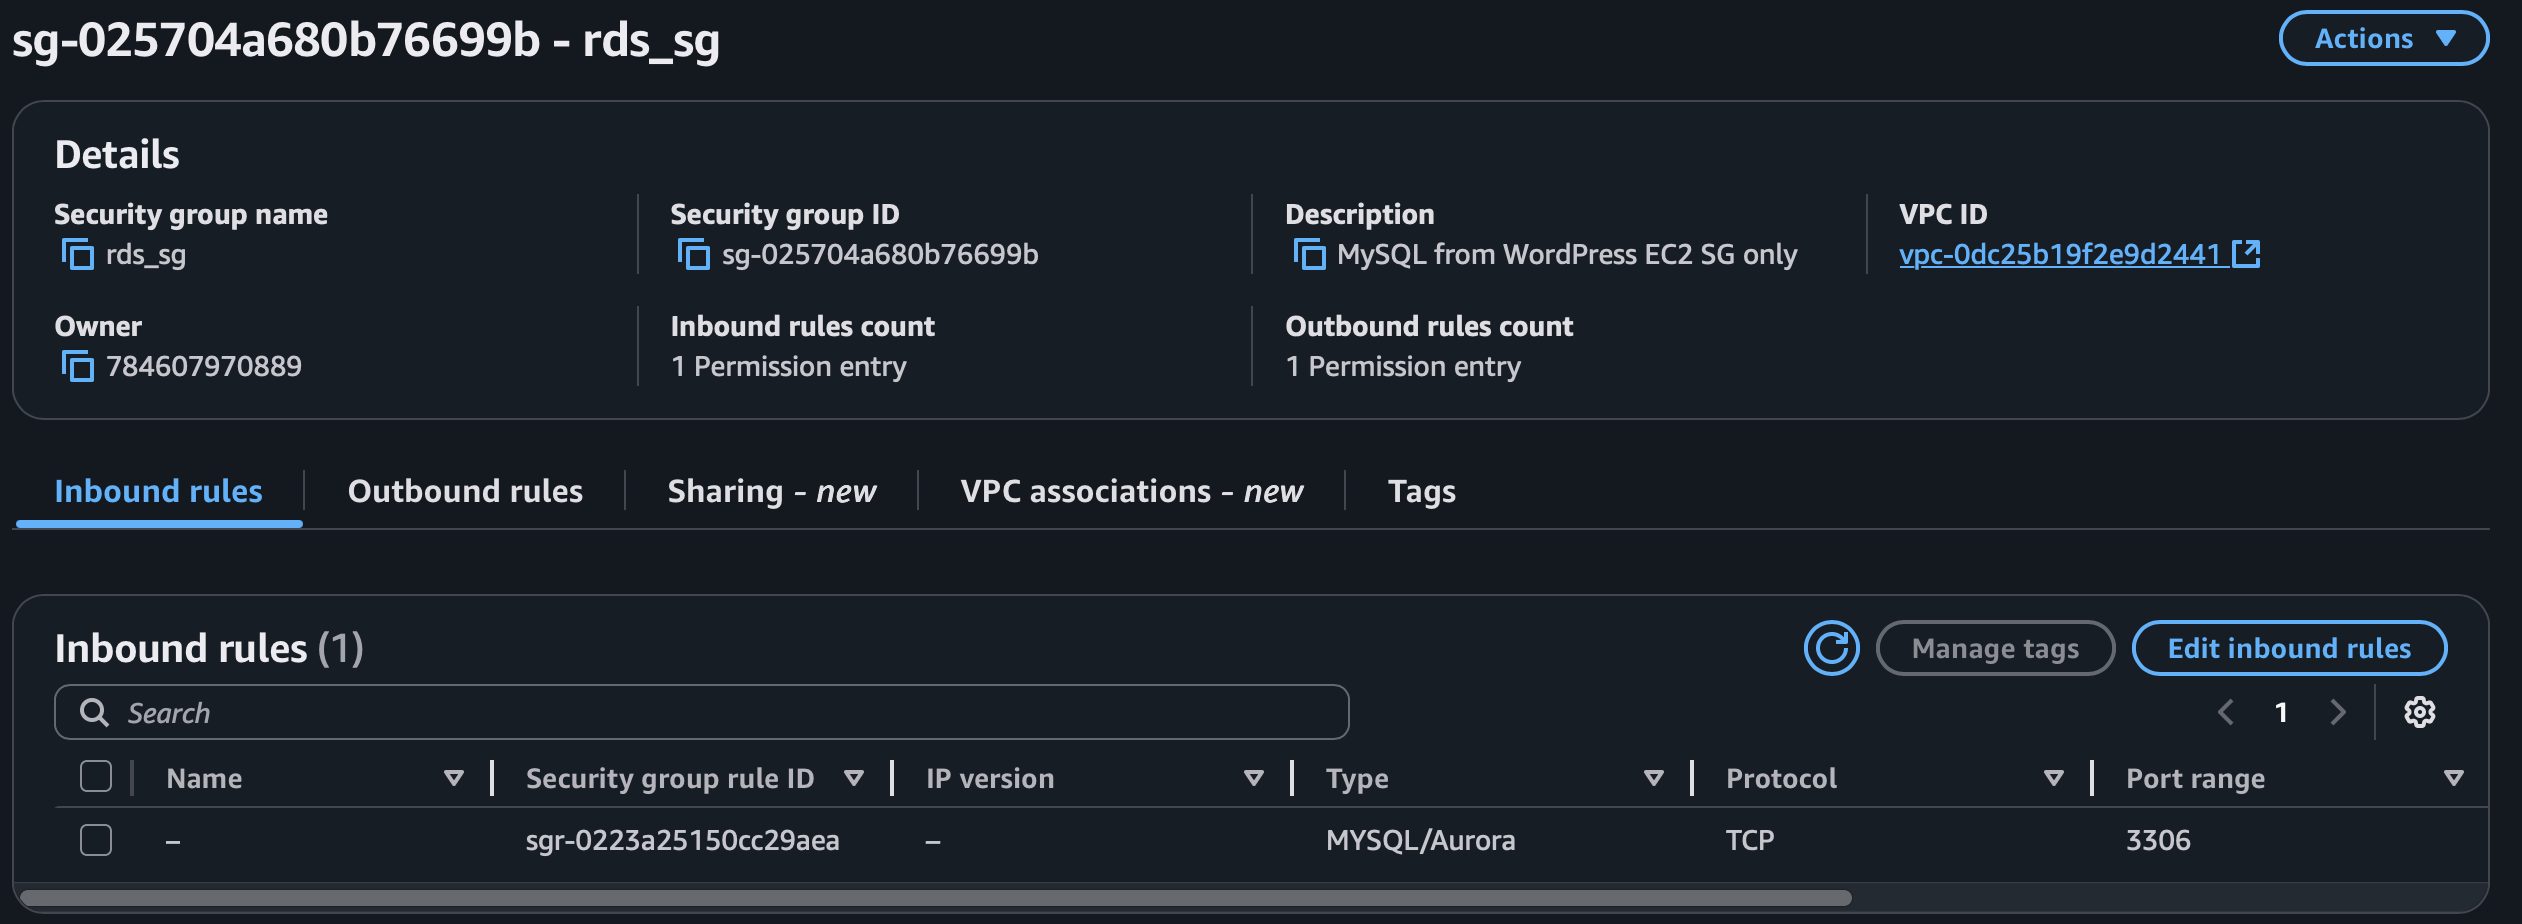 sg-025704a680b76699b - rds_sg
Actions
Details
Security group name
rds_sg
Security group ID
sg-025704a680b76699b
Description
MySQL from WordPress EC2 SG only
VPC ID
vpc-0dc25b19f2e9d2441
Owner
784607970889
Inbound rules count
1 Permission entry
Outbound rules count
1 Permission entry
Inbound rules
Outbound rules
Sharing - new
VPC associations - new
Tags
Inbound rules (1)
Manage tags
Edit inbound rules
Search
1
Name
Security group rule ID
IP version
Type
Protocol
Port range
–
sgr-0223a25150cc29aea
–
MYSQL/Aurora
TCP
3306